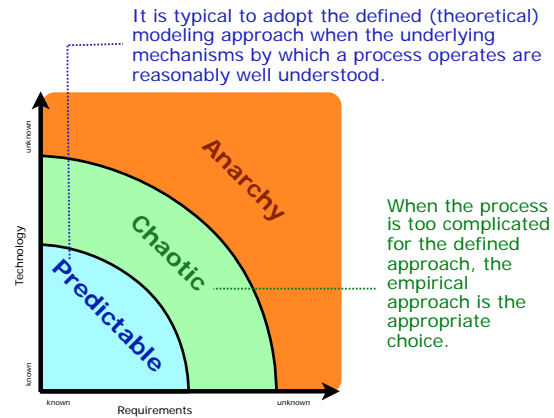 It is typical to adopt the defined (theoretical)
modeling approach when the underlying
mechanisms by which a process operates are
reasonably well understood.
unknown
Anarchy
Technology
Chaotic
When the process
is too complicated
for the defined
approach, the
empirical
approach is the
appropriate
choice.
Predictable
known
known
unknown
Requirements